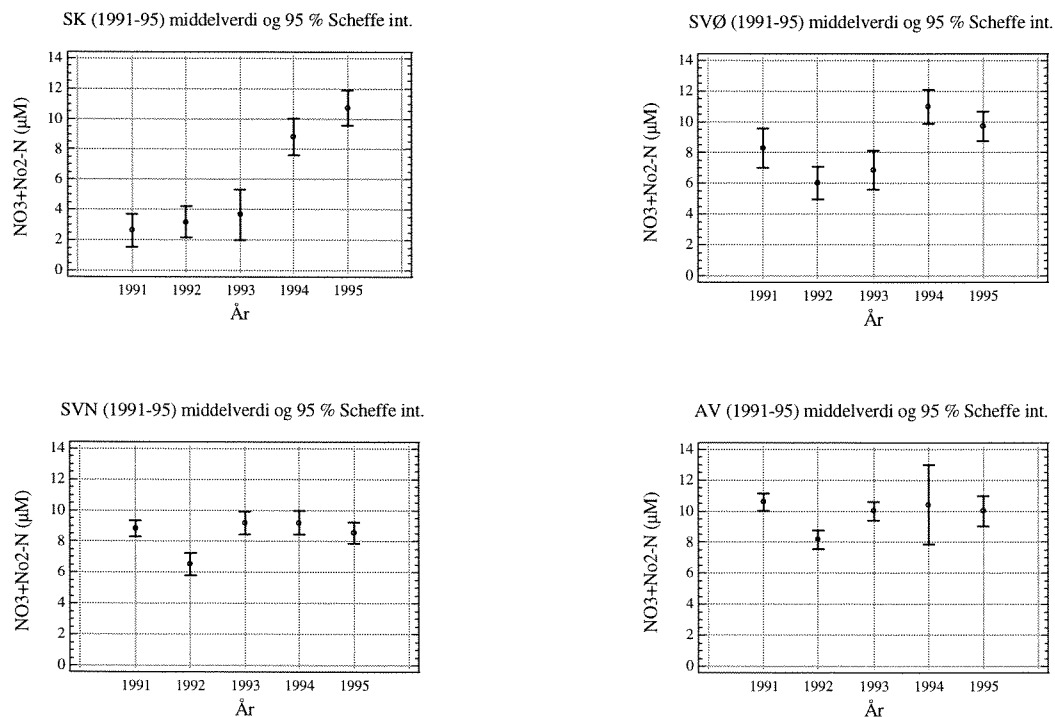 SK (1991-95) middelverdi og 95 % Scheffe int.
NO3+No2-N (µM)
14
12
10
8
6
4
2
0
1991 1992 1993 1994 1995
År
SVØ (1991-95) middelverdi og 95 % Scheffe int.
NO3+No2-N (µM)
14
12
10
8
6
4
2
0
1991 1992 1993 1994 1995
År
SVN (1991-95) middelverdi og 95 % Scheffe int.
NO3+No2-N (µM)
14
12
10
8
6
4
2
0
1991 1992 1993 1994 1995
År
AV (1991-95) middelverdi og 95 % Scheffe int.
NO3+No2-N (µM)
14
12
10
8
6
4
2
0
1991 1992 1993 1994 1995
År